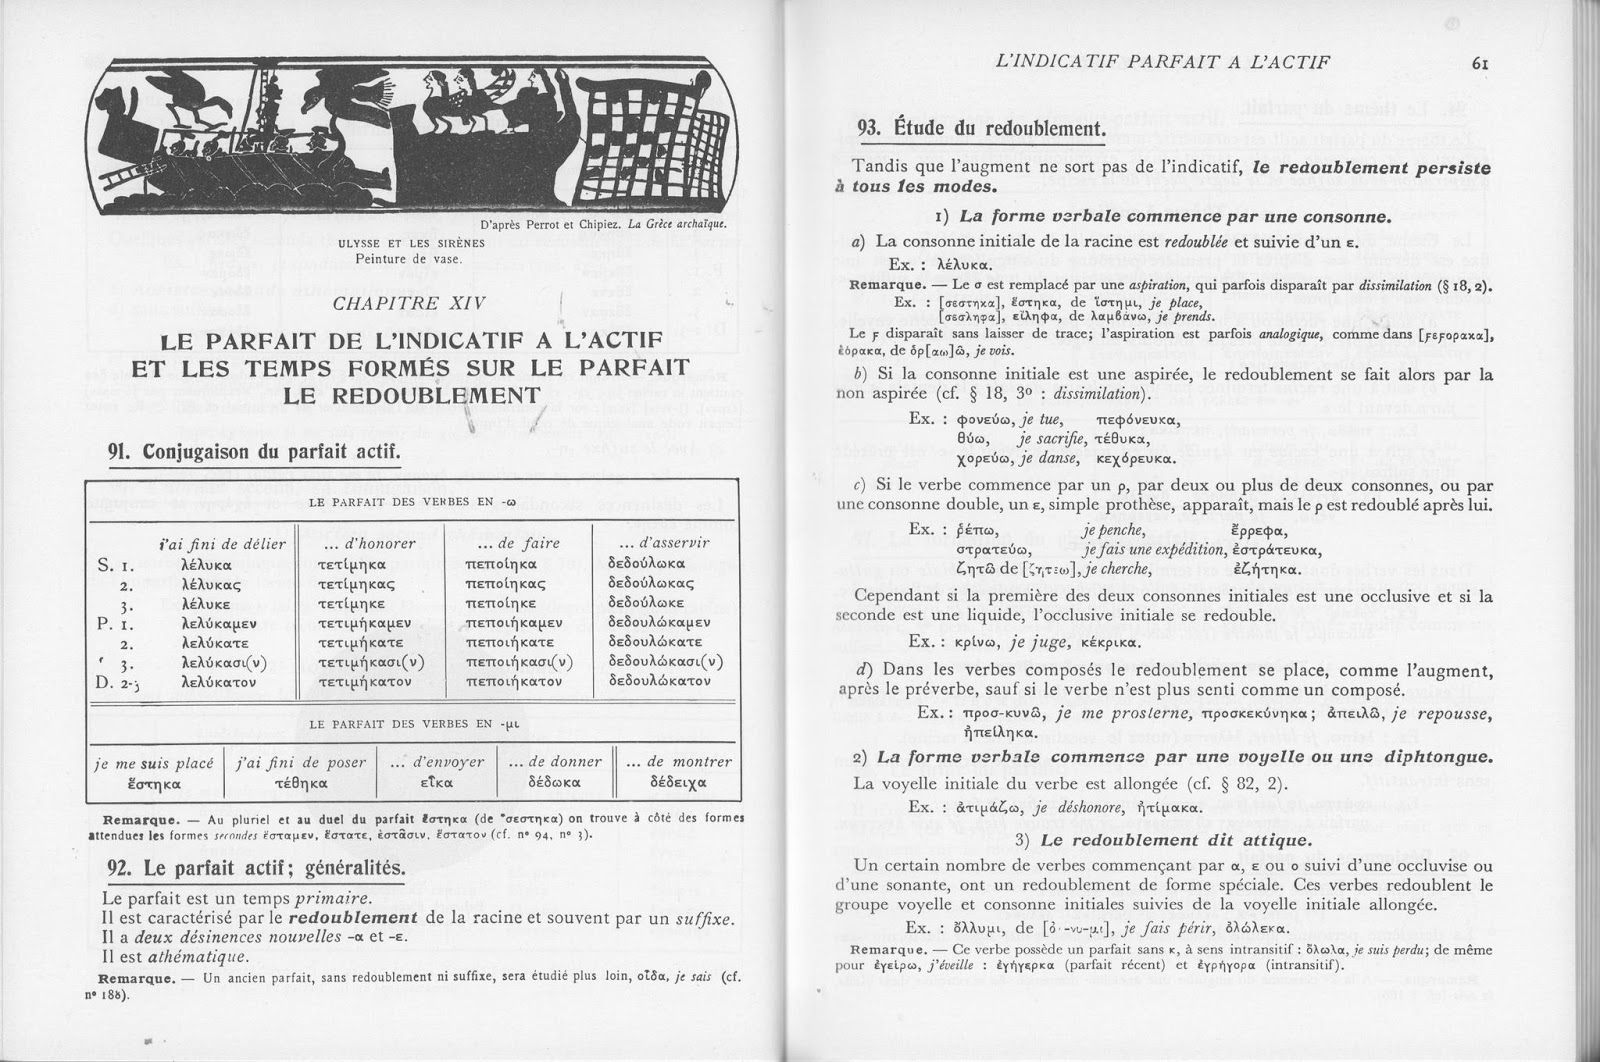 D'après Perrot et Chipiez. La Grèce archaïque.
ULYSSE ET LES SIRÈNES
Peinture de vase.
CHAPITRE XIV
LE PARFAIT DE L'INDICATIF A L'ACTIF
ET LES TEMPS FORMÉS SUR LE PARFAIT
LE REDOUBLEMENT
91. Conjugaison du parfait actif.
LE PARFAIT DES VERBES EN -ω
j'ai fini de délier ... d'honorer ... de faire ... d'asservir
S. 1. λέλυκα τετίμηκα πεποίηκα δεδούλωκα
2. λέλυκας τετίμηκας πεποίηκας δεδούλωκας
3. λέλυκε τετίμηκε πεποίηκε δεδούλωκε
P. 1. λελύκαμεν τετιμήκαμεν πεποιήκαμεν δεδουλώκαμεν
2. λελύκατε τετιμήκατε πεποιήκατε δεδουλώκατε
3. λελύκασι(ν) τετιμήκασι(ν) πεποιήκασι(ν) δεδουλώκασι(ν)
D. 2-3 λελύκατον τετιμήκατον πεποιήκατον δεδουλώκατον
LE PARFAIT DES VERBES EN -μι
je me suis placé j'ai fini de poser ... d'envoyer ... de donner ... de montrer
ἕστηκα τέθηκα εἷκα δέδωκα δέδειχα
Remarque. — Au pluriel et au duel du parfait ἕστηκα (de *σεστηκα) on trouve à côté des formes
attendues les formes secondes ἕσταμεν, ἕστατε, ἑστᾶσιν, ἕστατον (cf. nº 94, nº 3).
92. Le parfait actif; généralités.
Le parfait est un temps primaire.
Il est caractérisé par le redoublement de la racine et souvent par un suffixe.
Il a deux désinences nouvelles -α et -ε.
Il est athématique.
Remarque. — Un ancien parfait, sans redoublement ni suffixe, sera étudié plus loin, οἶδα, je sais (cf.
nº 188).
L'INDICATIF PARFAIT A L'ACTIF 61
93. Étude du redoublement.
Tandis que l'augment ne sort pas de l'indicatif, le redoublement persiste
à tous les modes.
1) La forme verbale commence par une consonne.
a) La consonne initiale de la racine est redoublée et suivie d'un ε.
Ex. : λέλυκα.
Remarque. — Le σ est remplacé par une aspiration, qui parfois disparaît par dissimilation (§ 18, 2).
Ex. : [σεστηκα], ἕστηκα, de ἵστημι, je place,
[σεσληφα], εἴληφα, de λαμβάνω, je prends.
Le ϝ disparaît sans laisser de trace; l'aspiration est parfois analogique, comme dans [ϝεϝορακα],
ἑόρακα, de ὁρ[αω]ῶ, je vois.
b) Si la consonne initiale est une aspirée, le redoublement se fait alors par la
non aspirée (cf. § 18, 3º : dissimilation).
Ex. : φονεύω, je tue, πεφόνευκα,
θύω, je sacrifie, τέθυκα,
χορεύω, je danse, κεχόρευκα.
c) Si le verbe commence par un ρ, par deux ou plus de deux consonnes, ou par
une consonne double, un ε, simple prothèse, apparaît, mais le ρ est redoublé après lui.
Ex. : ῥέπω, je penche, ἔρρεφα,
στρατεύω, je fais une expédition, ἐστράτευκα,
ζητῶ de [ζητεω], je cherche, ἐζήτηκα.
Cependant si la première des deux consonnes initiales est une occlusive et si la
seconde est une liquide, l'occlusive initiale se redouble.
Ex. : κρίνω, je juge, κέκρικα.
d) Dans les verbes composés le redoublement se place, comme l'augment,
après le préverbe, sauf si le verbe n'est plus senti comme un composé.
Ex. : προσ-κυνῶ, je me prosterne, προσκεκύνηκα; ἀπειλῶ, je repousse,
ἠπείληκα.
2) La forme verbale commence par une voyelle ou une diphtongue.
La voyelle initiale du verbe est allongée (cf. § 82, 2).
Ex. : ἀτιμάζω, je déshonore, ἠτίμακα.
3) Le redoublement dit attique.
Un certain nombre de verbes commençant par α, ε ou ο suivi d'une occluvise ou
d'une sonante, ont un redoublement de forme spéciale. Ces verbes redoublent le
groupe voyelle et consonne initiales suivies de la voyelle initiale allongée.
Ex. : ὄλλυμι, de je fais périr, ὀλώλεκα.
Remarque. — Ce verbe possède un parfait sans κ, à sens intransitif : ὄλωλα, je suis perdu; de même
pour ἐγείρω, j'éveille : ἐγήγερκα (parfait récent) et ἐγρήγορα (intransitif).